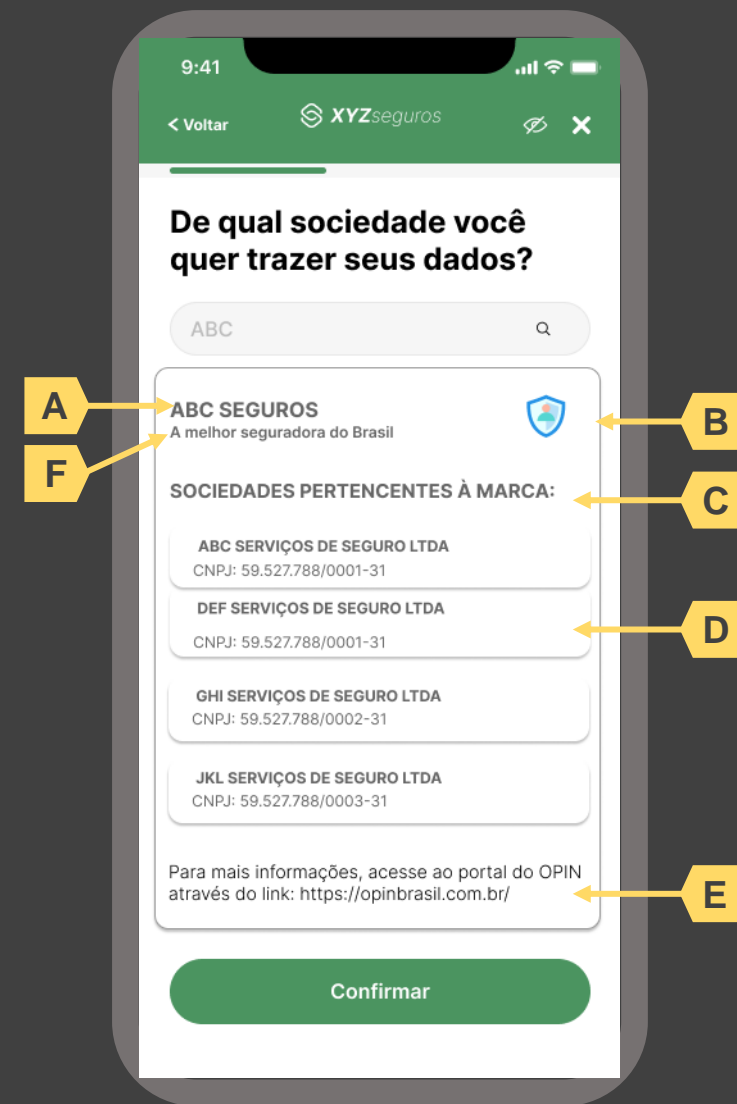 9:41
< Voltar
XYZseguros
De qual sociedade você
quer trazer seus dados?
ABC
A
ABC SEGUROS
B
A melhor seguradora do Brasil
F
SOCIEDADES PERTENCENTES À MARCA:
C
ABC SERVIÇOS DE SEGURO LTDA
CNPJ: 59.527.788/0001-31
DEF SERVIÇOS DE SEGURO LTDA
D
CNPJ: 59.527.788/0001-31
GHI SERVIÇOS DE SEGURO LTDA
CNPJ: 59.527.788/0002-31
JKL SERVIÇOS DE SEGURO LTDA
CNPJ: 59.527.788/0003-31
Para mais informações, acesse ao portal do OPIN
através do link: https://opinbrasil.com.br/
E
Confirmar